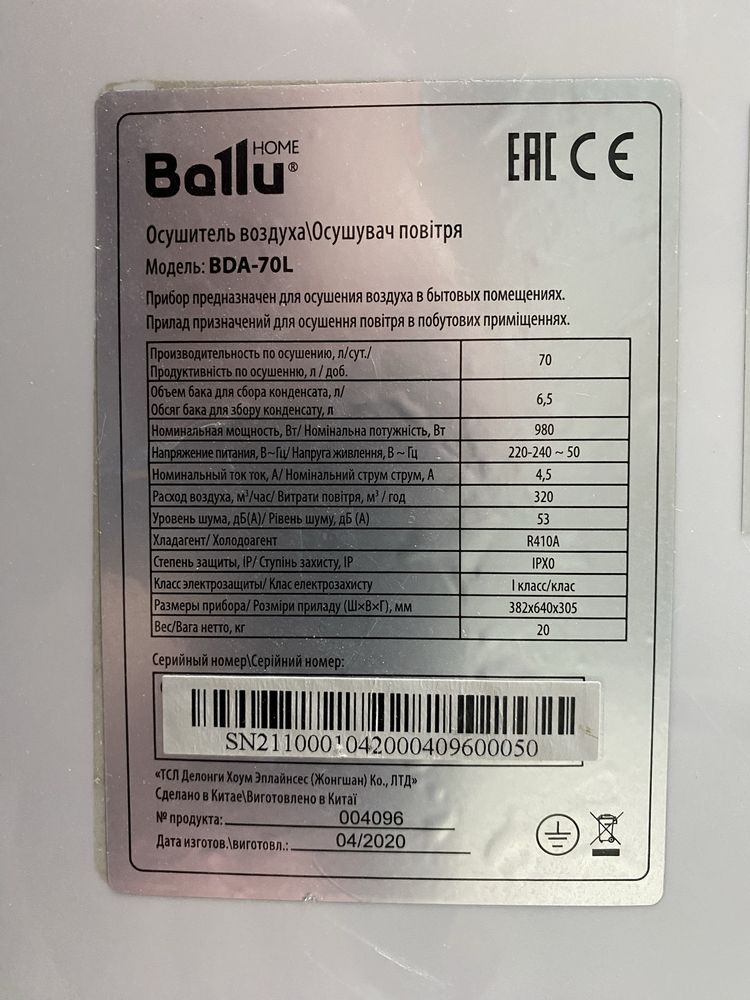 HOME
Ballu®
EAC CE
Осушитель воздуха\Осушувач повітря
Модель: BDA-70L
Прибор предназначен для осушения воздуха в бытовых помещениях.
Прилад призначений для осушення повітря в побутових приміщеннях.
Производительность по осушению, л/сут./
Продуктивність по осушенню, л / доб.
70
Объем бака для сбора конденсата, л/
Обсяг бака для збору конденсату, л
6,5
Номинальная мощность, Вт/ Номінальна потужність, Вт 980
Напряжение питания, В~Гц/ Напруга живлення, В ~ Гц 220-240 ~ 50
Номинальный ток ток, А/ Номінальний струм струм, А 4,5
Расход воздуха, м³/час/ Витрати повітря, м³ / год 320
Уровень шума, дБ(А)/ Рівень шуму, дБ (А) 53
Хладагент/ Холодоагент R410A
Степень защиты, IP/ Ступінь захисту, IP IPX0
Класс электрозащиты/ Клас електрозахисту I класс/клас
Размеры прибора/ Розміри приладу (Ш×В×Г), мм 382x640x305
Вес/Вага нетто, кг 20
Серийный номер\Серійний номер:
SN2110001042000409600050
«ТСЛ Делонги Хоум Эпплайнсес (Жонгшан) Ко., ЛТД»
Сделано в Китае\Виготовлено в Китаї
№ продукта: 004096
Дата изготов.\виготовл.: 04/2020